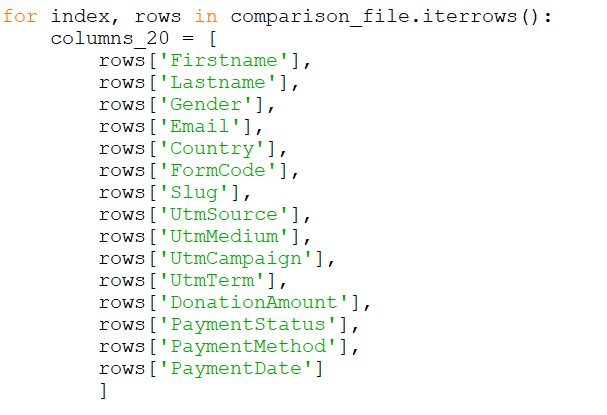 for index, rows in comparison_file.iterrows():
    columns_20 = [
        rows['Firstname'],
        rows['Lastname'],
        rows['Gender'],
        rows['Email'],
        rows['Country'],
        rows['FormCode'],
        rows['Slug'],
        rows['UtmSource'],
        rows['UtmMedium'],
        rows['UtmCampaign'],
        rows['UtmTerm'],
        rows['DonationAmount'],
        rows['PaymentStatus'],
        rows['PaymentMethod'],
        rows['PaymentDate']
        ]